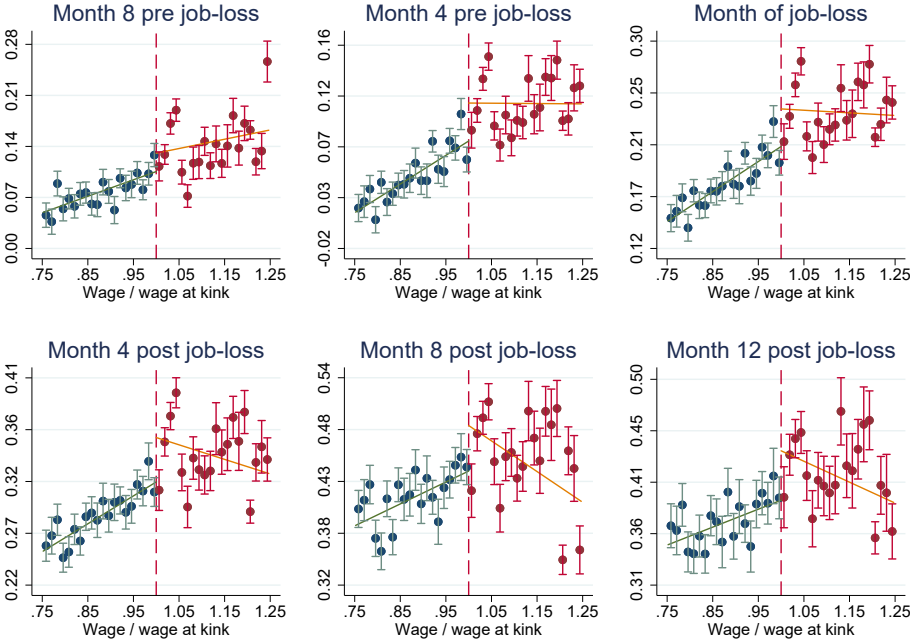 Month 8 pre job-loss
0.28
0.21
0.14
0.07
0.00
.75 .85 .95 1.05 1.15 1.25
Wage / wage at kink
Month 4 pre job-loss
0.16
0.12
0.07
0.03
-0.02
.75 .85 .95 1.05 1.15 1.25
Wage / wage at kink
Month of job-loss
0.30
0.25
0.21
0.17
0.12
.75 .85 .95 1.05 1.15 1.25
Wage / wage at kink
Month 4 post job-loss
0.41
0.36
0.32
0.27
0.22
.75 .85 .95 1.05 1.15 1.25
Wage / wage at kink
Month 8 post job-loss
0.54
0.48
0.43
0.38
0.32
.75 .85 .95 1.05 1.15 1.25
Wage / wage at kink
Month 12 post job-loss
0.50
0.45
0.41
0.36
0.31
.75 .85 .95 1.05 1.15 1.25
Wage / wage at kink